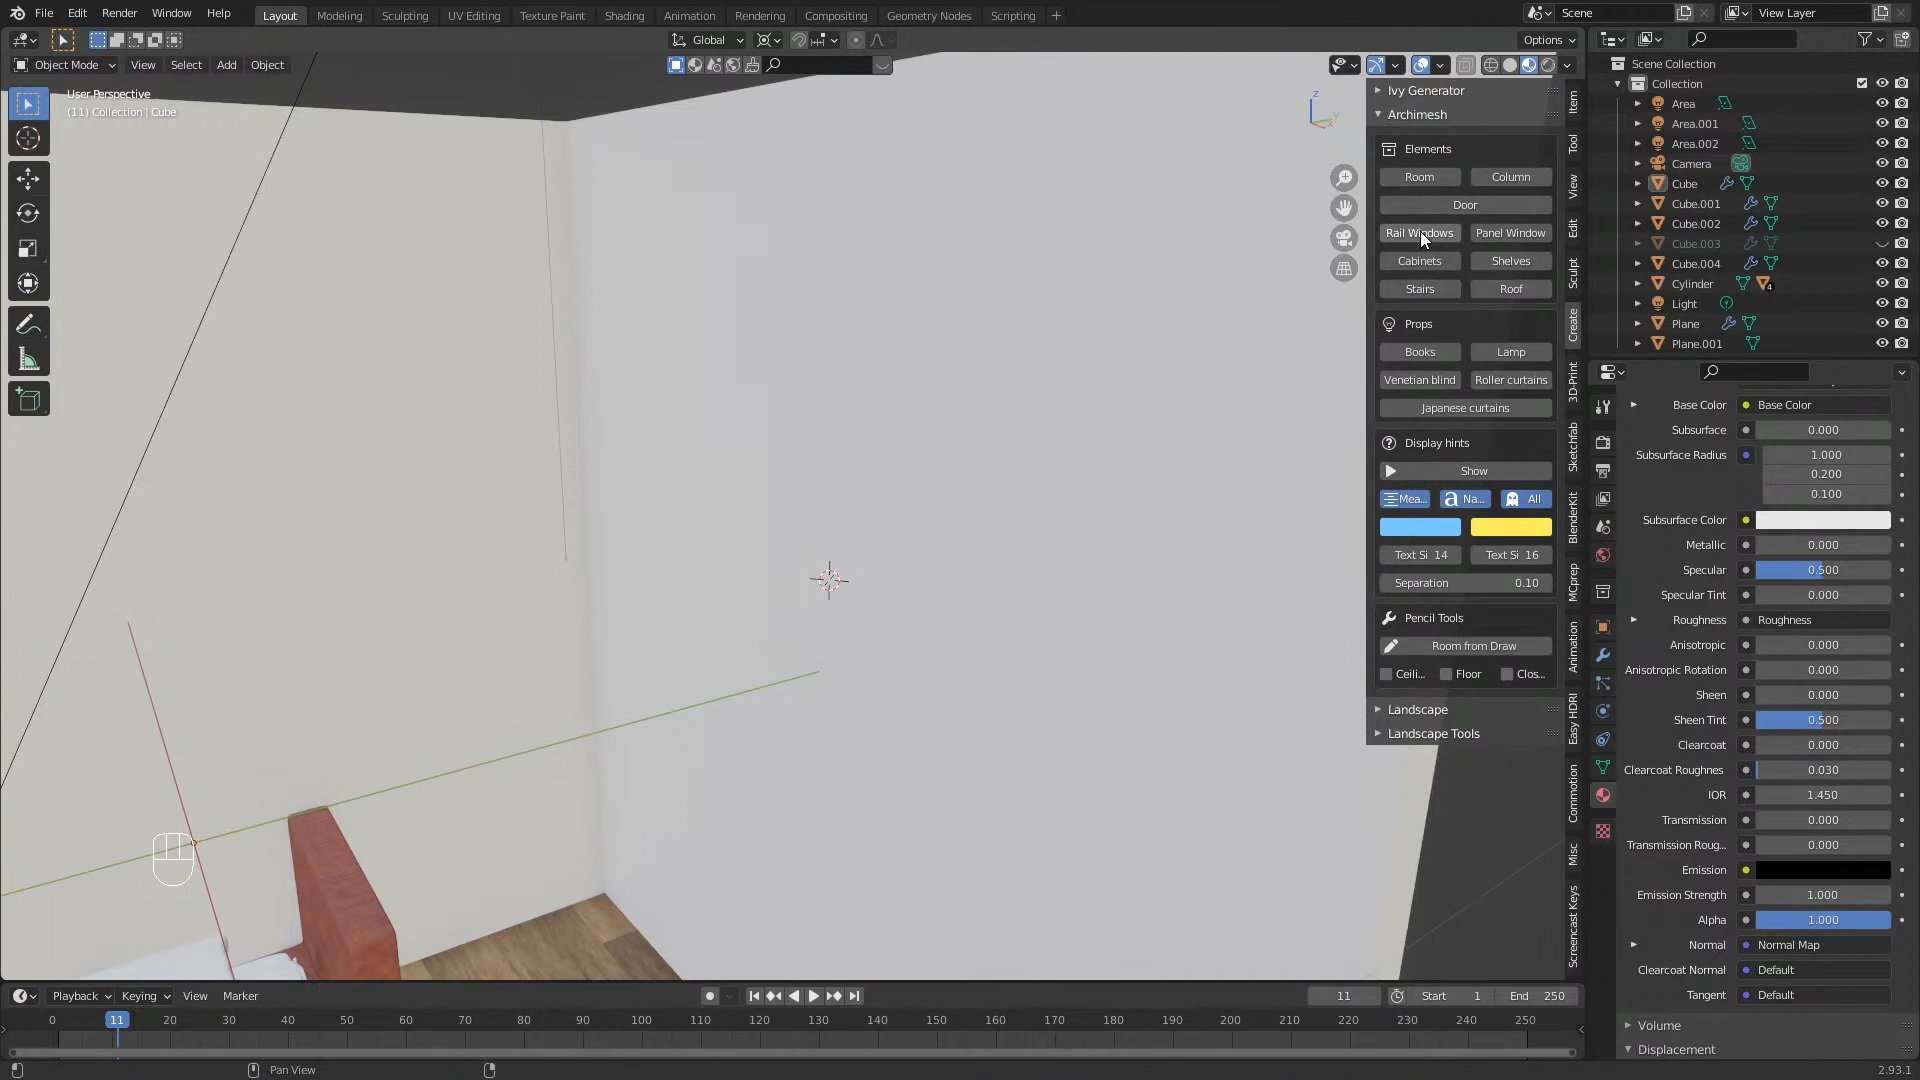 File Edit Render Window Help Layout Modeling Sculpting UV Editing Texture Paint Shading Animation Rendering Compositing Geometry Nodes Scripting + Scene View Layer
Global Options
Object Mode View Select Add Object
User Perspective
(11) Collection | Cube
Z
Ivy Generator
Archimesh
Elements
Room Column
Door
Rail Windows Panel Window
Cabinets Shelves
Stairs Roof
Props
Books Lamp
Venetian blind Roller curtains
Japanese curtains
Display hints
Show
Mea... Na... All
Text Si 14 Text Si 16
Separation 0.10
Pencil Tools
Room from Draw
Ceili... Floor Clos...
Landscape
Landscape Tools
Item
Tool
View
Edit
Sculpt
Create
3D-Print
Sketchfab
BlenderKit
MCprep
Animation
Easy HDRI
Commotion
Misc
Screencast Keys
Scene Collection
Collection
Area
Area.001
Area.002
Camera
Cube
Cube.001
Cube.002
Cube.003
Cube.004
Cylinder 4
Light
Plane
Plane.001
Base Color Base Color
Subsurface 0.000
Subsurface Radius 1.000
0.200
0.100
Subsurface Color
Metallic 0.000
Specular 0.500
Specular Tint 0.000
Roughness Roughness
Anisotropic 0.000
Anisotropic Rotation 0.000
Sheen 0.000
Sheen Tint 0.500
Clearcoat 0.000
Clearcoat Roughnes 0.030
IOR 1.450
Transmission 0.000
Transmission Roug... 0.000
Emission
Emission Strength 1.000
Alpha 1.000
Normal Normal Map
Clearcoat Normal Default
Tangent Default
Volume
Displacement
Playback Keying View Marker 11 Start 1 End 250
0 11 20 30 40 50 60 70 80 90 100 110 120 130 140 150 160 170 180 190 200 210 220 230 240 250
Pan View 2.93.1